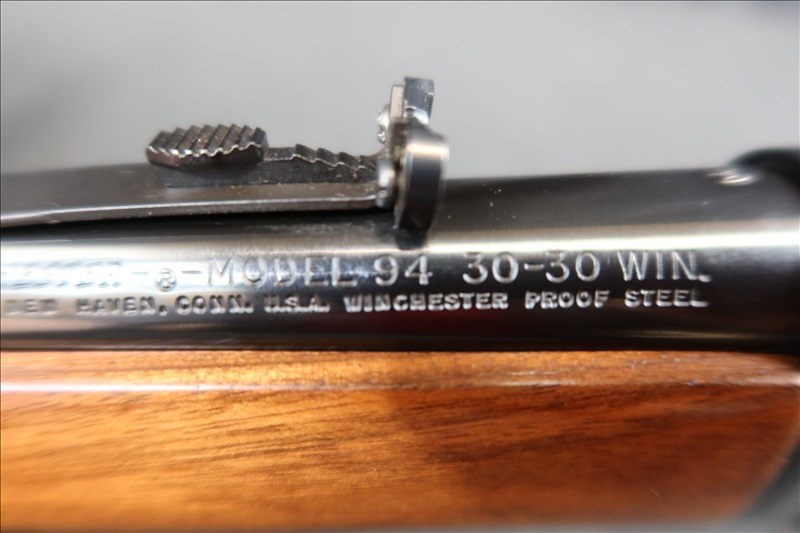 -®-MODEL 94 30-30 WIN.
HAVEN, CONN. U.S.A. WINCHESTER PROOF STEEL